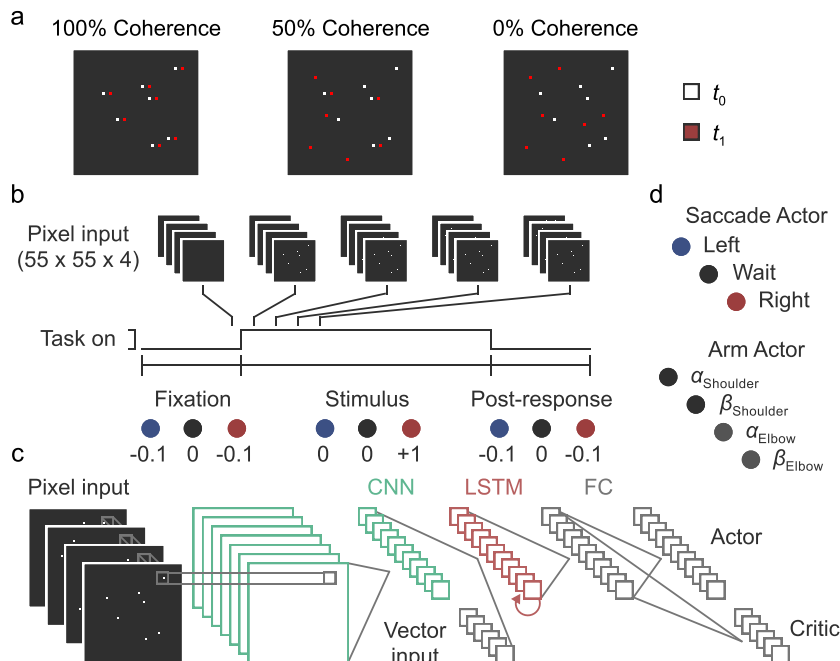 a
100% Coherence 50% Coherence 0% Coherence
t0
t1
b
Pixel input
(55 x 55 x 4)
Task on
Fixation Stimulus Post-response
-0.1 0 -0.1 0 0 +1 -0.1 0 -0.1
d
Saccade Actor
Left
Wait
Right
Arm Actor
αShoulder
βShoulder
αElbow
βElbow
c
Pixel input CNN LSTM FC
Actor
Critic
Vector
input